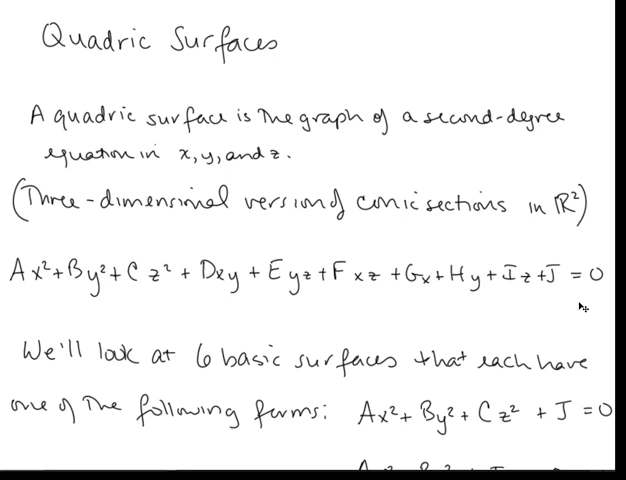 Quadric Surfaces
A quadric surface is the graph of a second-degree
equation in x, y, and z.
(Three-dimensional version of conic sections in ℝ²)
Ax²+By²+Cz²+Dxy+Eyz+Fxz+Gx+Hy+Iz+J=0
We'll look at 6 basic surfaces that each have
one of the following forms: Ax²+By²+Cz²+J=0